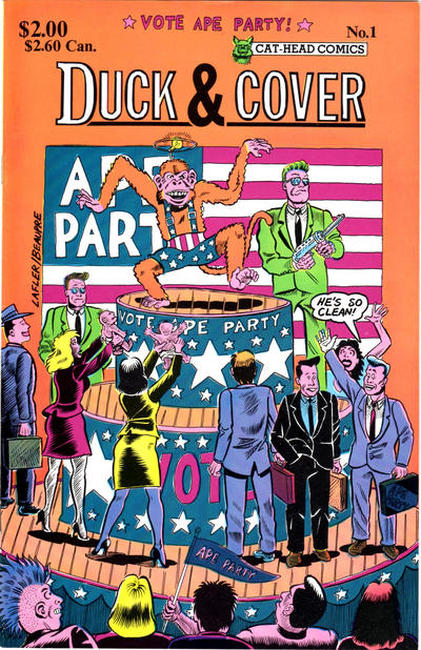 $2.00
$2.60 Can.
VOTE APE PARTY!
No.1
CAT-HEAD COMICS
DUCK & COVER
APE
PART
LAFLER/BEAUPRE
VOTE APE PARTY
HE'S SO
CLEAN!
VOTE
APE PARTY